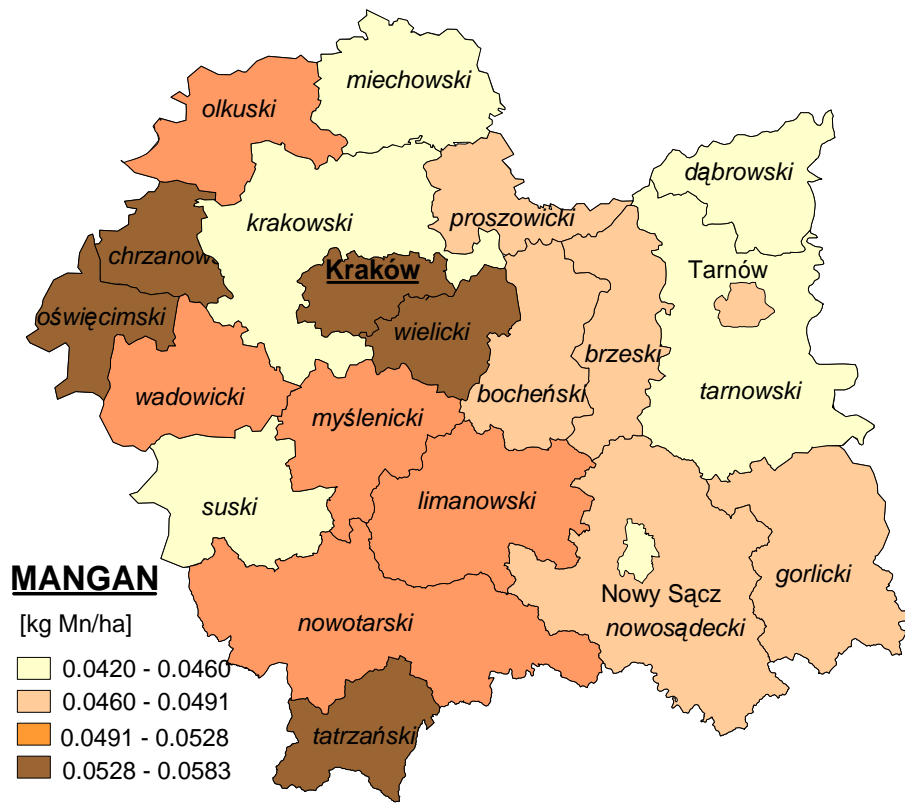 miechowski
olkuski
dąbrowski
krakowski
proszowicki
chrzanows
Kraków
Tarnów
oświęcimski
wielicki
brzeski
wadowicki
bocheński
tarnowski
myślenicki
suski
limanowski
MANGAN
gorlicki
[kg Mn/ha]
Nowy Sącz
nowotarski
nowosądecki
0.0420 - 0.0460
0.0460 - 0.0491
0.0491 - 0.0528
tatrzański
0.0528 - 0.0583